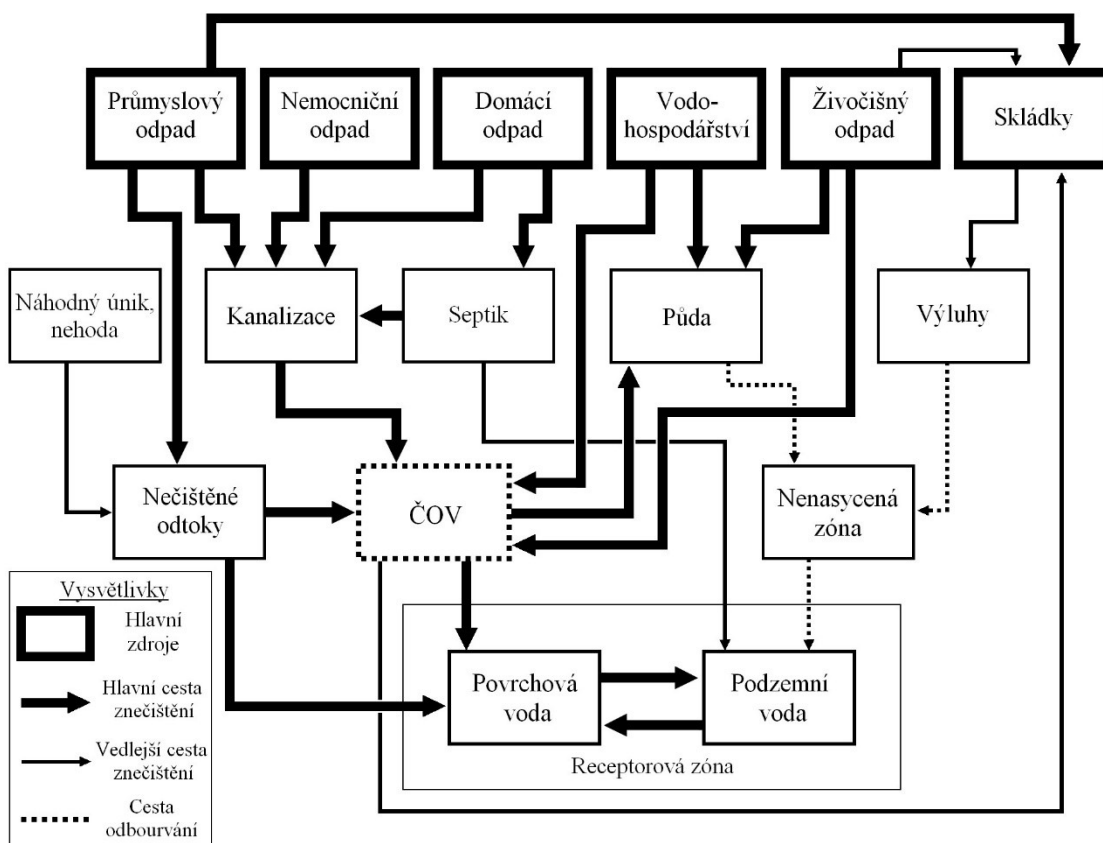 Průmyslový
odpad
Nemocniční
odpad
Domácí
odpad
Vodo-
hospodářství
Živočišný
odpad
Skládky
Náhodný únik,
nehoda
Kanalizace
Septik
Půda
Výluhy
Nečištěné
odtoky
ČOV
Nenasycená
zóna
Povrchová
voda
Podzemní
voda
Receptorová zóna
Vysvětlivky
Hlavní
zdroje
Hlavní cesta
znečištění
Vedlejší cesta
znečištění
Cesta
odbourvání